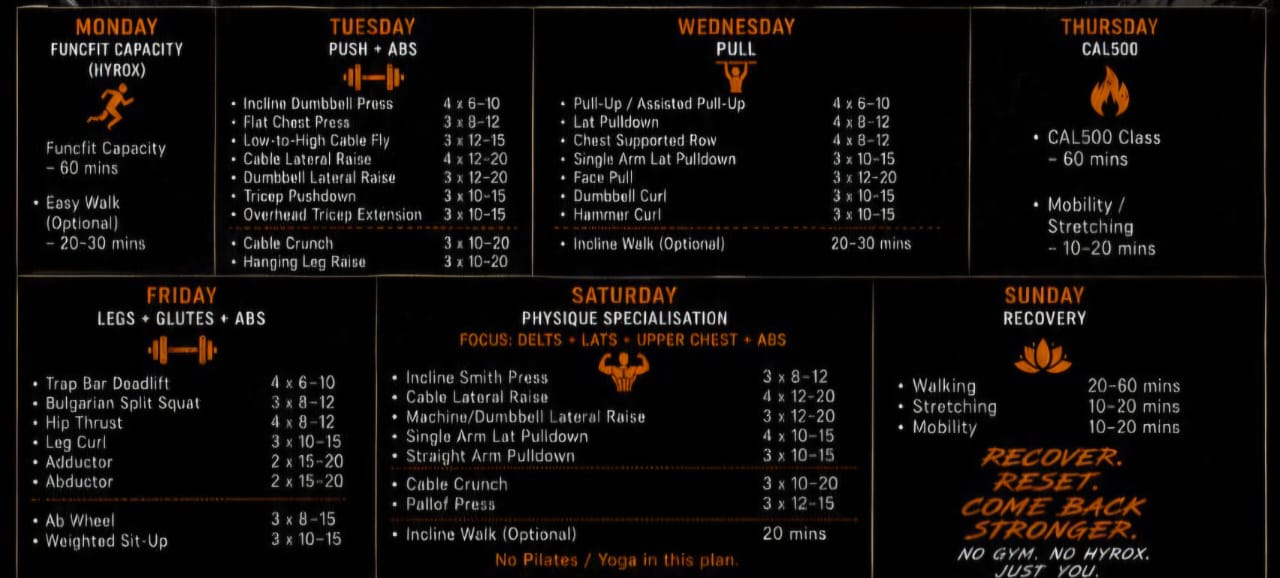 MONDAY
FUNCFIT CAPACITY
(HYROX)
Funcfit Capacity
– 60 mins
• Easy Walk
(Optional)
– 20–30 mins
TUESDAY
PUSH + ABS
• Incline Dumbbell Press 4 x 6–10
• Flat Chest Press 3 x 8–12
• Low-to-High Cable Fly 3 x 12–15
• Cable Lateral Raise 4 x 12–20
• Dumbbell Lateral Raise 3 x 12–20
• Tricep Pushdown 3 x 10–15
• Overhead Tricep Extension 3 x 10–15
• Cable Crunch 3 x 10–20
• Hanging Leg Raise 3 x 10–20
WEDNESDAY
PULL
• Pull-Up / Assisted Pull-Up 4 x 6–10
• Lat Pulldown 4 x 8–12
• Chest Supported Row 4 x 8–12
• Single Arm Lat Pulldown 3 x 10–15
• Face Pull 3 x 12–20
• Dumbbell Curl 3 x 10–15
• Hammer Curl 3 x 10–15
• Incline Walk (Optional) 20–30 mins
THURSDAY
CAL500
• CAL500 Class
– 60 mins
• Mobility /
Stretching
– 10–20 mins
FRIDAY
LEGS + GLUTES + ABS
• Trap Bar Deadlift 4 x 6–10
• Bulgarian Split Squat 3 x 8–12
• Hip Thrust 4 x 8–12
• Leg Curl 3 x 10–15
• Adductor 2 x 15–20
• Abductor 2 x 15–20
• Ab Wheel 3 x 8–15
• Weighted Sit-Up 3 x 10–15
SATURDAY
PHYSIQUE SPECIALISATION
FOCUS: DELTS + LATS + UPPER CHEST + ABS
• Incline Smith Press 3 x 8–12
• Cable Lateral Raise 4 x 12–20
• Machine/Dumbbell Lateral Raise 3 x 12–20
• Single Arm Lat Pulldown 4 x 10–15
• Straight Arm Pulldown 3 x 10–15
• Cable Crunch 3 x 10–20
• Pallof Press 3 x 12–15
• Incline Walk (Optional) 20 mins
No Pilates / Yoga in this plan.
SUNDAY
RECOVERY
• Walking 20–60 mins
• Stretching 10–20 mins
• Mobility 10–20 mins
RECOVER.
RESET.
COME BACK
STRONGER.
NO GYM. NO HYROX.
JUST YOU.